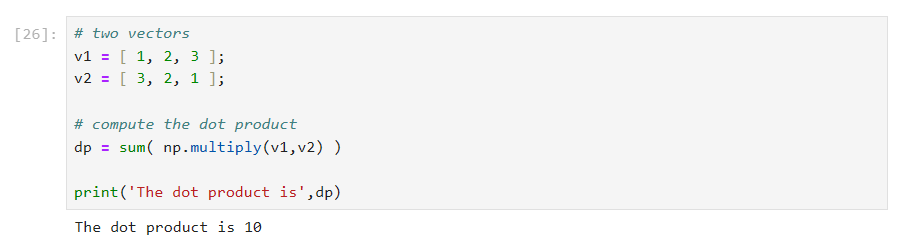 [26]: # two vectors
v1 = [ 1, 2, 3 ];
v2 = [ 3, 2, 1 ];
# compute the dot product
dp = sum( np.multiply(v1,v2) )
print('The dot product is',dp)
The dot product is 10